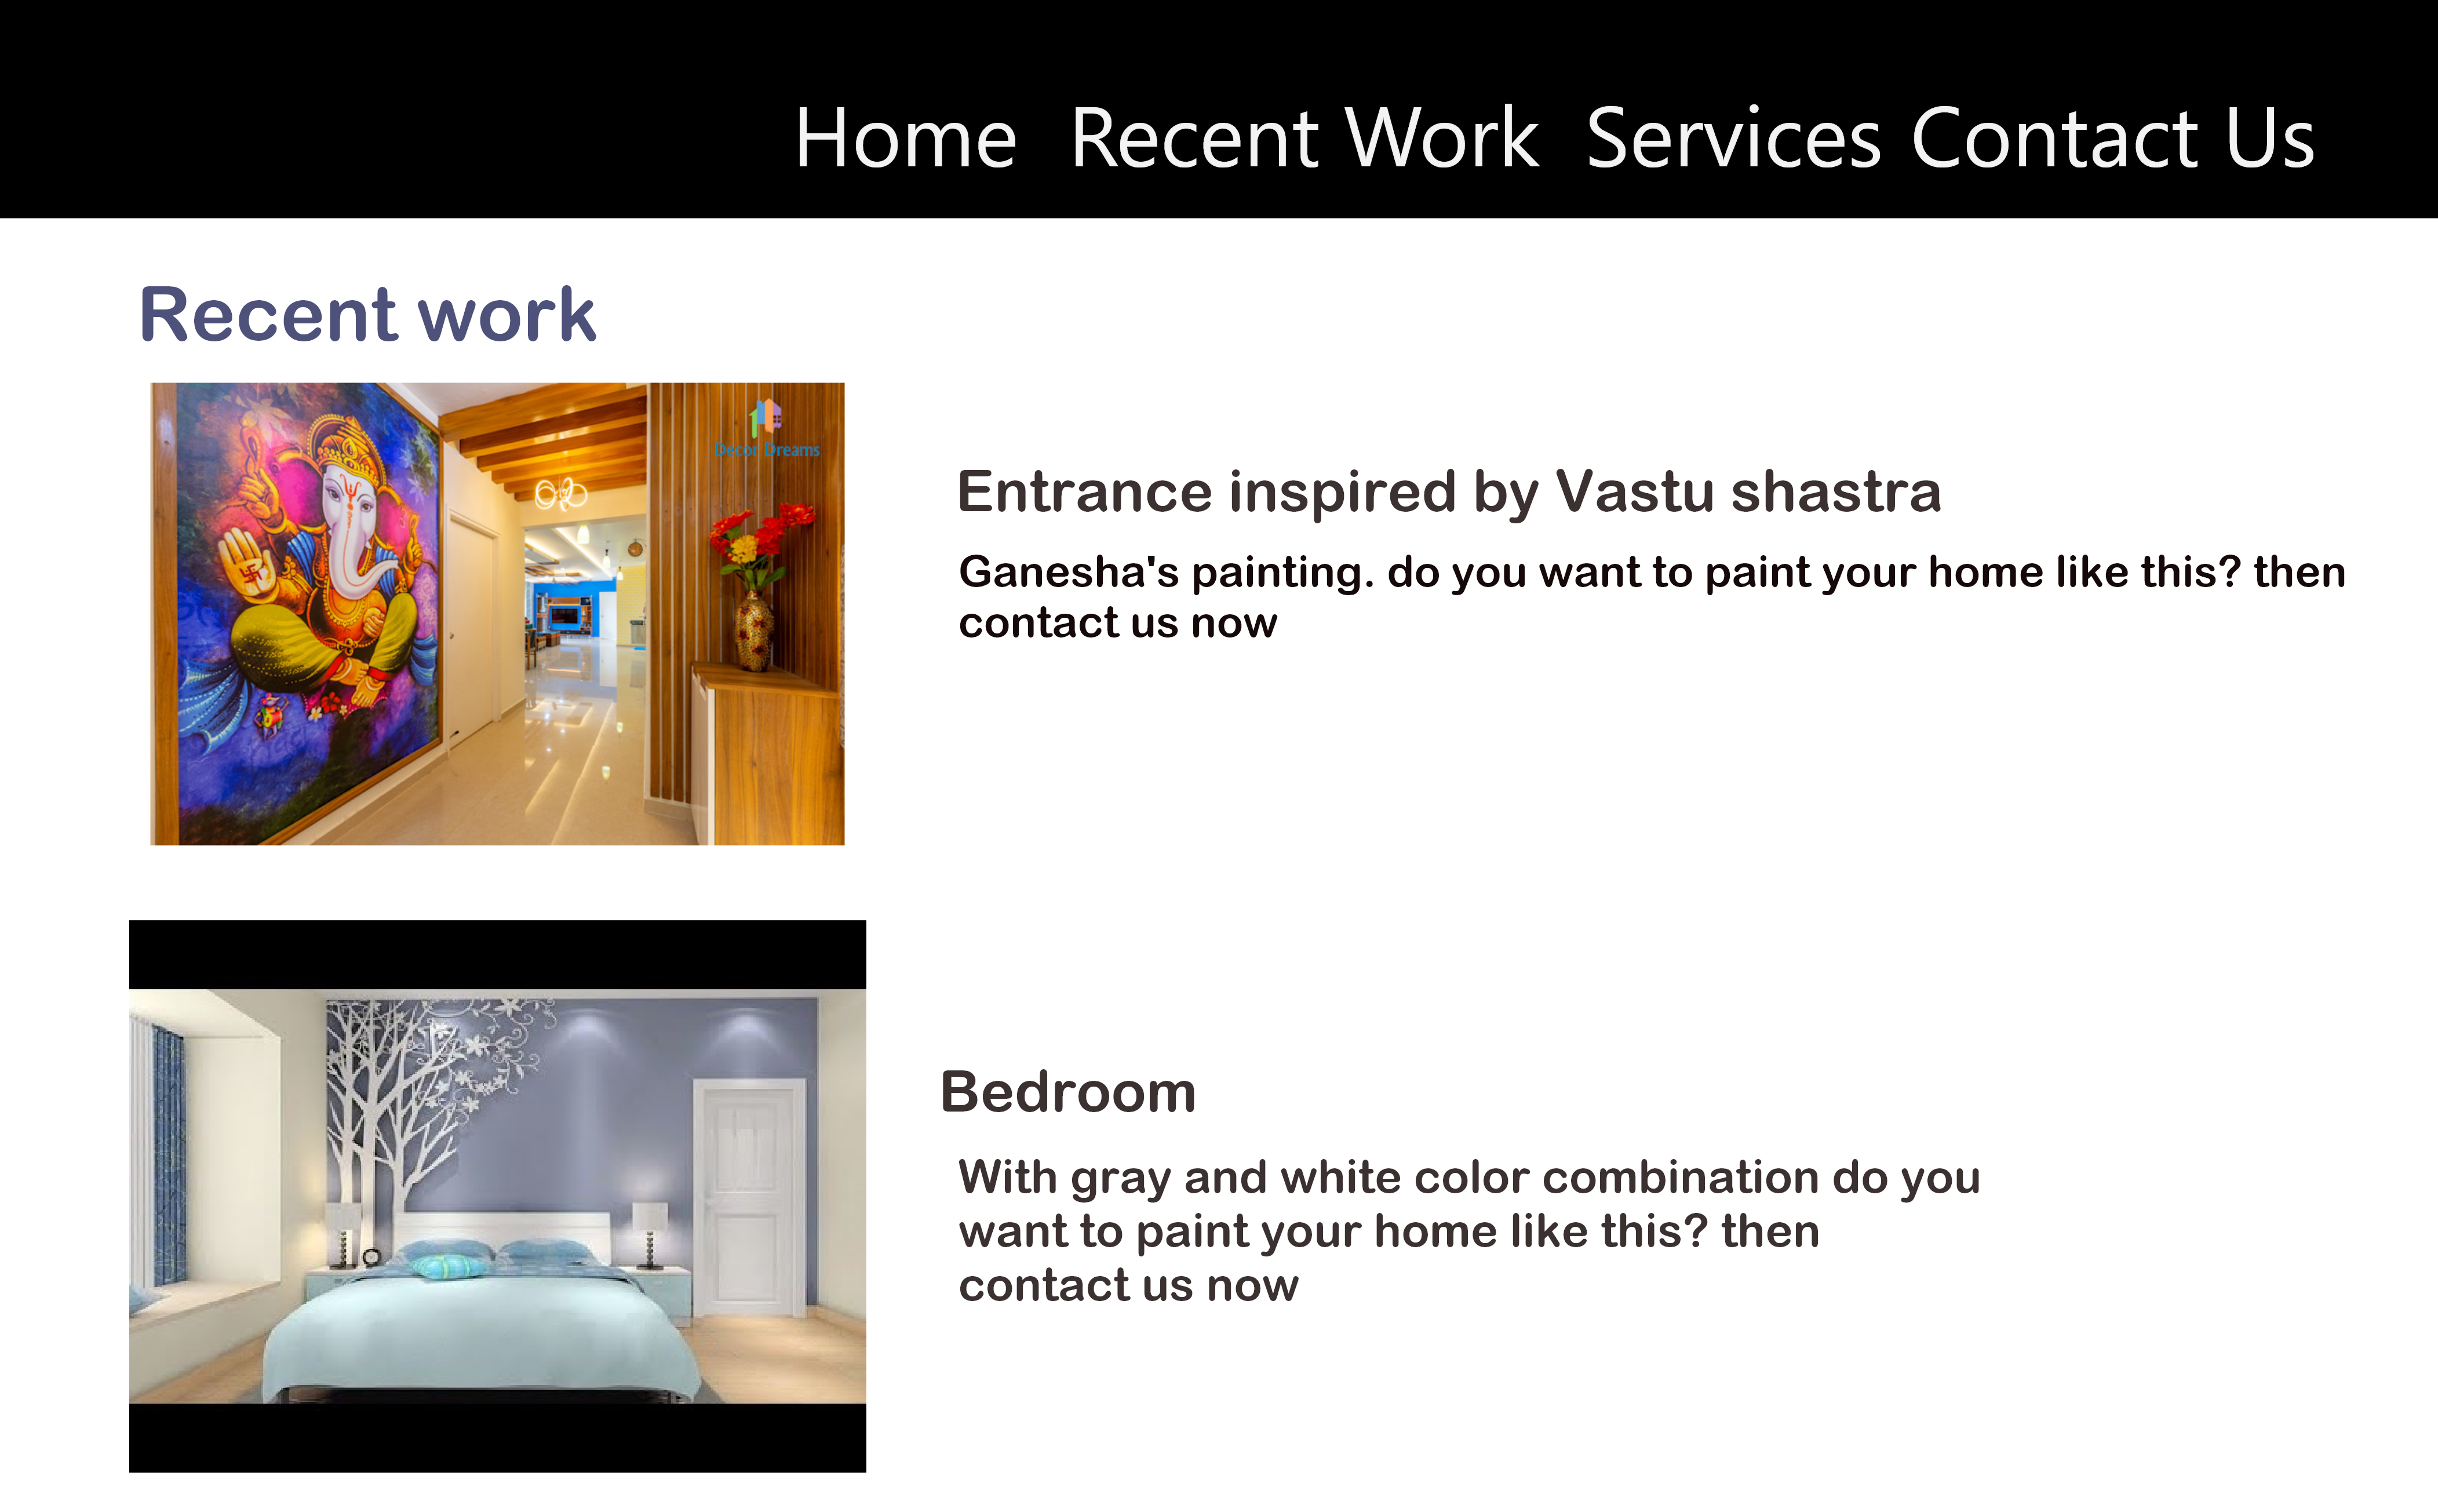 Home Recent Work Services Contact Us
Recent work
Decor Dreams
Entrance inspired by Vastu shastra
Ganesha's painting. do you want to paint your home like this? then
contact us now
Bedroom
With gray and white color combination do you
want to paint your home like this? then
contact us now